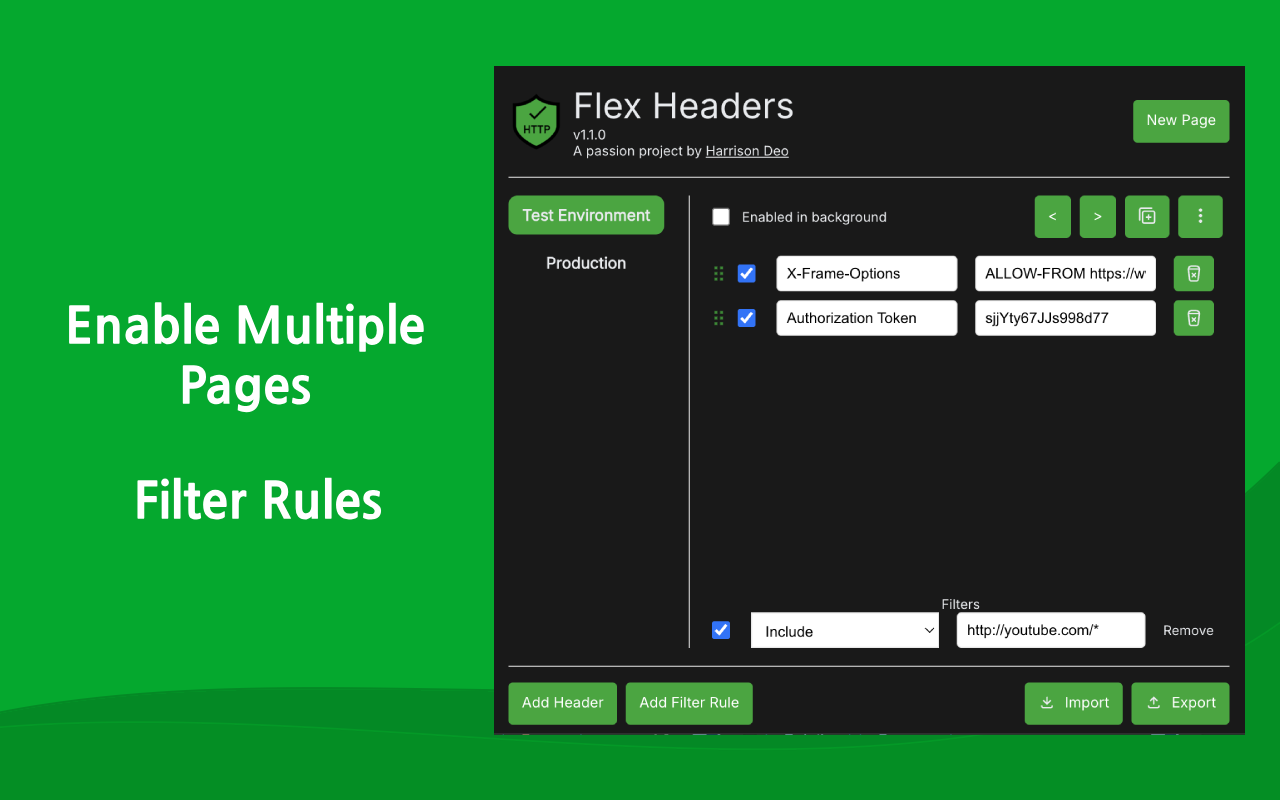 Enable Multiple
Pages
Filter Rules
HTTP
Flex Headers
v1.1.0
A passion project by Harrison Deo
New Page
Test Environment
Production
Enabled in background
<
>
X-Frame-Options
ALLOW-FROM https://w
Authorization Token
sjjYty67JJs998d77
Filters
Include
http://youtube.com/*
Remove
Add Header
Add Filter Rule
Import
Export